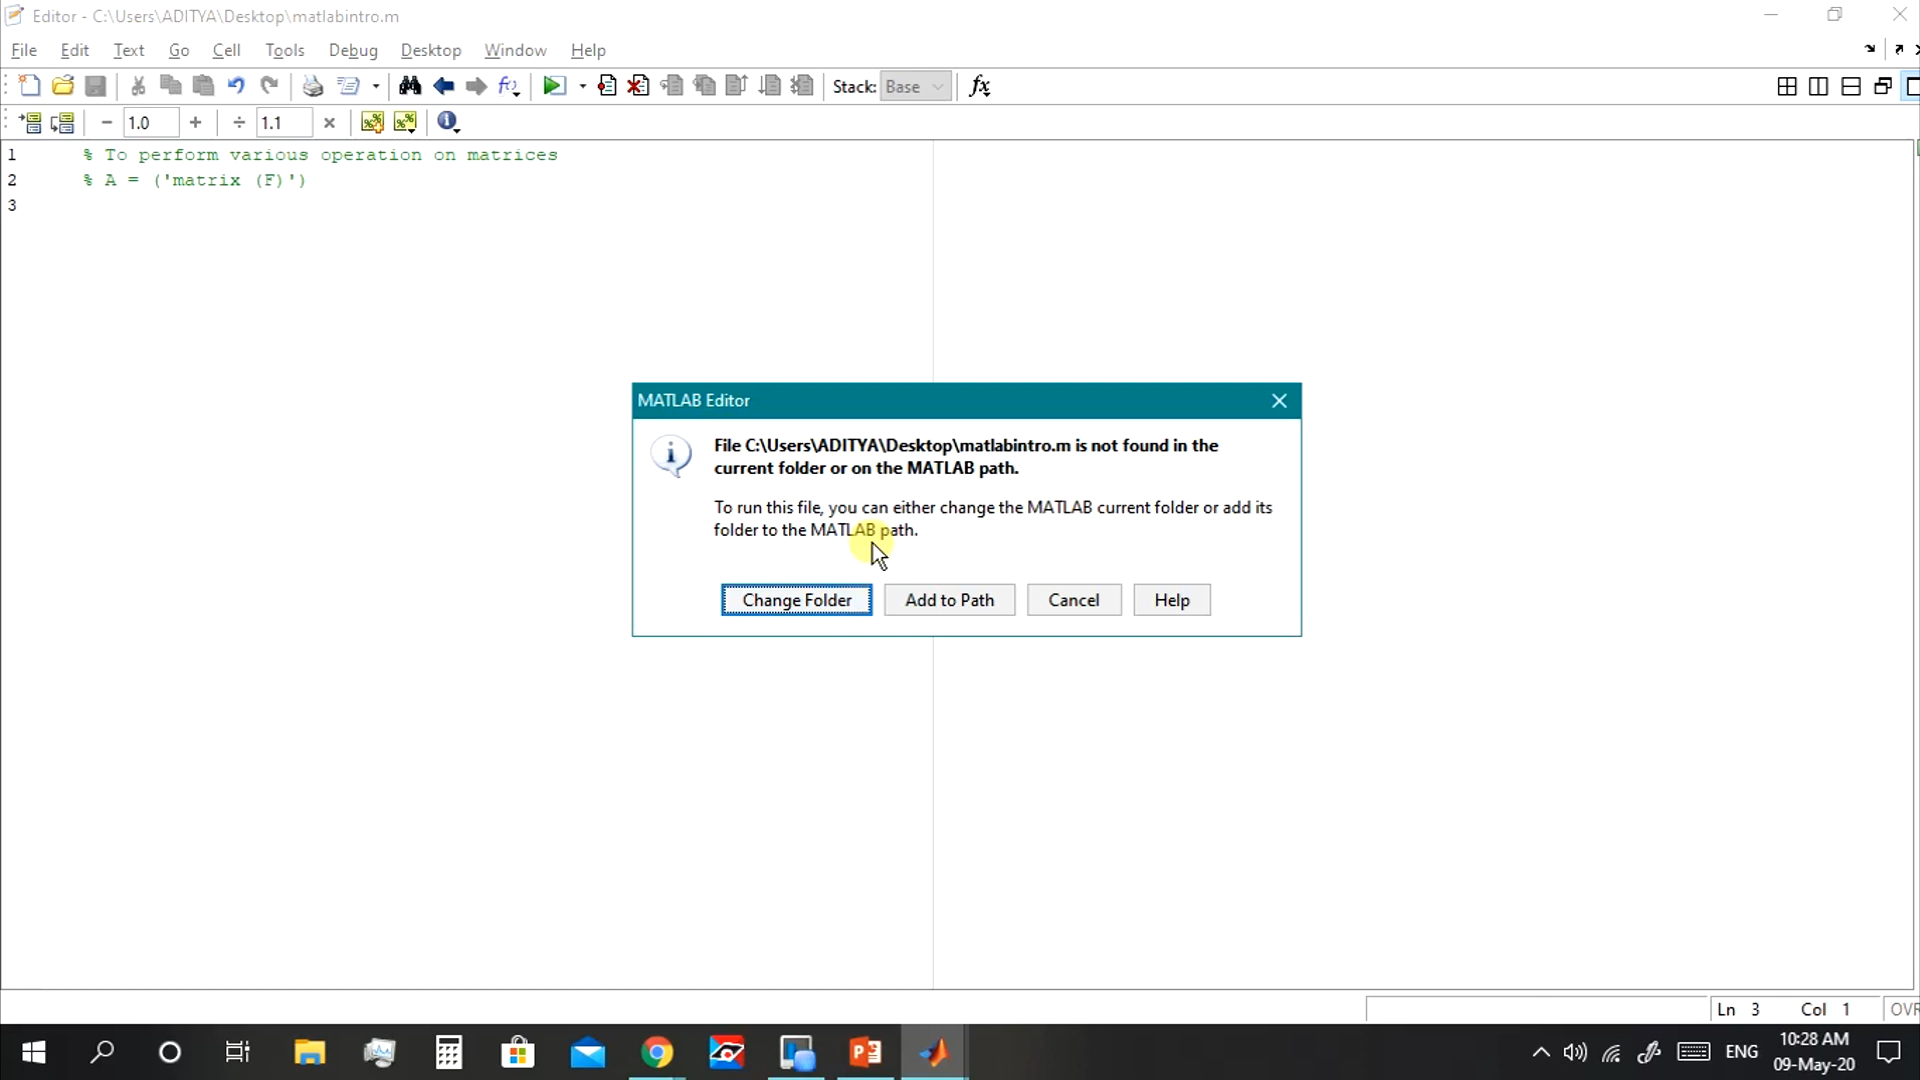 Editor - C:\Users\ADITYA\Desktop\matlabintro.m
File Edit Text Go Cell Tools Debug Desktop Window Help
Stack: Base fx
− 1.0 + ÷ 1.1 ×
1 % To perform various operation on matrices
2 % A = ('matrix (F)')
3
MATLAB Editor
File C:\Users\ADITYA\Desktop\matlabintro.m is not found in the
current folder or on the MATLAB path.
To run this file, you can either change the MATLAB current folder or add its
folder to the MATLAB path.
Change Folder Add to Path Cancel Help
Ln 3 Col 1 OVR
ENG 10:28 AM
09-May-20